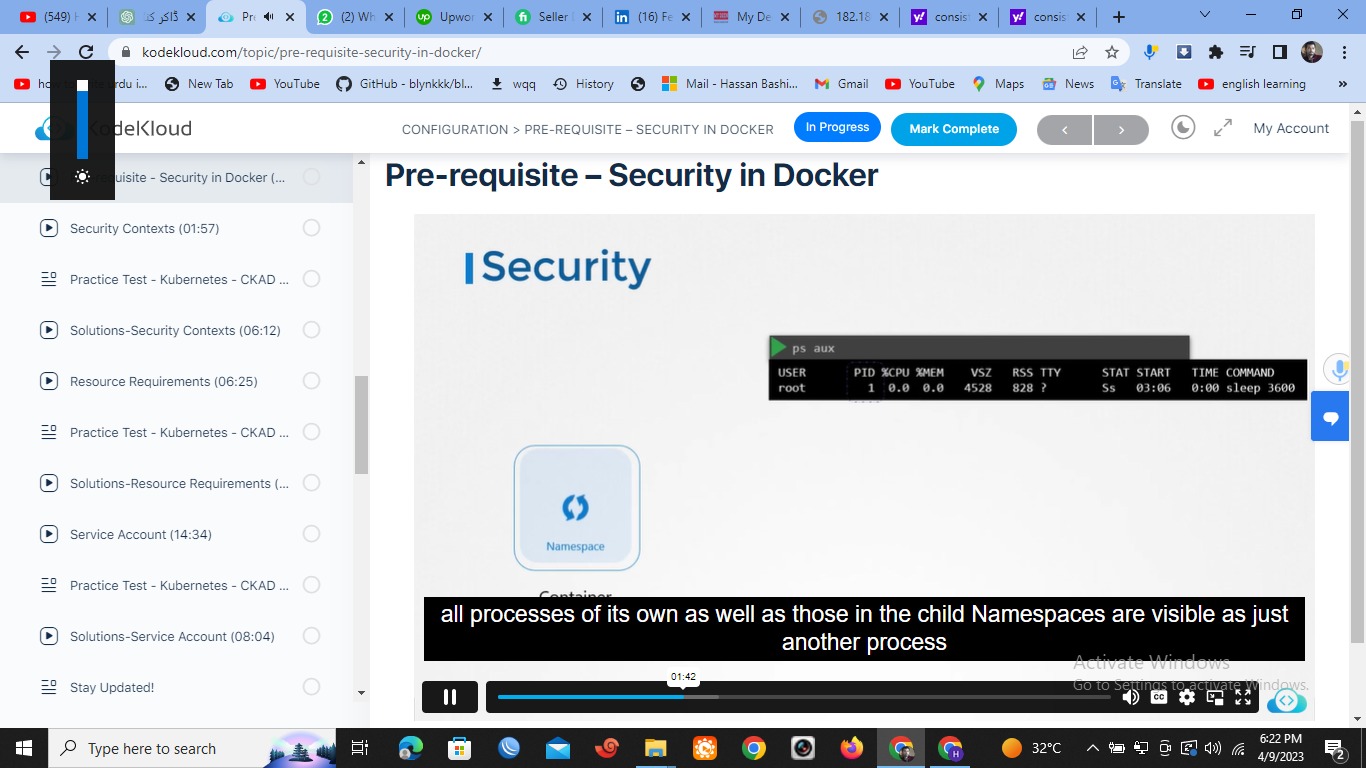 (549) H
ڈاکر کنٹ
Pr
(2) Wh
Upwor
Seller
(16) Fe
My De
182.18
consist
consis
kodekloud.com/topic/pre-requisite-security-in-docker/
New Tab
YouTube
GitHub - blynkkk/bl...
wqq
History
Mail - Hassan Bashi...
Gmail
YouTube
Maps
News
Translate
english learning
KodeKloud
CONFIGURATION > PRE-REQUISITE – SECURITY IN DOCKER
In Progress
Mark Complete
My Account
Pre-requisite – Security in Docker
requisite - Security in Docker (...
Security Contexts (01:57)
Practice Test - Kubernetes - CKAD ...
Solutions-Security Contexts (06:12)
Resource Requirements (06:25)
Practice Test - Kubernetes - CKAD ...
Solutions-Resource Requirements (...
Service Account (14:34)
Practice Test - Kubernetes - CKAD ...
Solutions-Service Account (08:04)
Stay Updated!
Security
ps aux
USER PID %CPU %MEM VSZ RSS TTY STAT START TIME COMMAND
root 1 0.0 0.0 4528 828 ? Ss 03:06 0:00 sleep 3600
Namespace
Container
all processes of its own as well as those in the child Namespaces are visible as just
another process
01:42
CC
Activate Windows
Go to Settings to activate Windows.
Type here to search
32°C
6:22 PM
4/9/2023
2